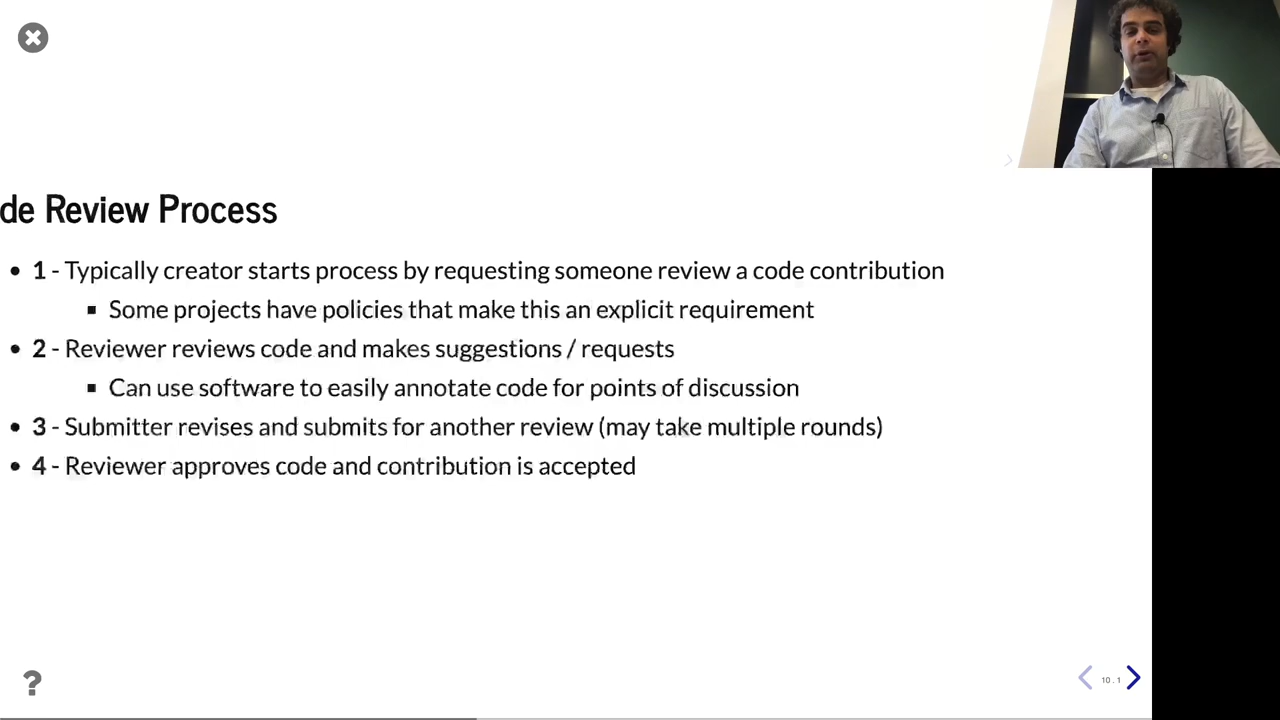 de Review Process
• 1 - Typically creator starts process by requesting someone review a code contribution
▪ Some projects have policies that make this an explicit requirement
• 2 - Reviewer reviews code and makes suggestions / requests
▪ Can use software to easily annotate code for points of discussion
• 3 - Submitter revises and submits for another review (may take multiple rounds)
• 4 - Reviewer approves code and contribution is accepted
?
10 . 1